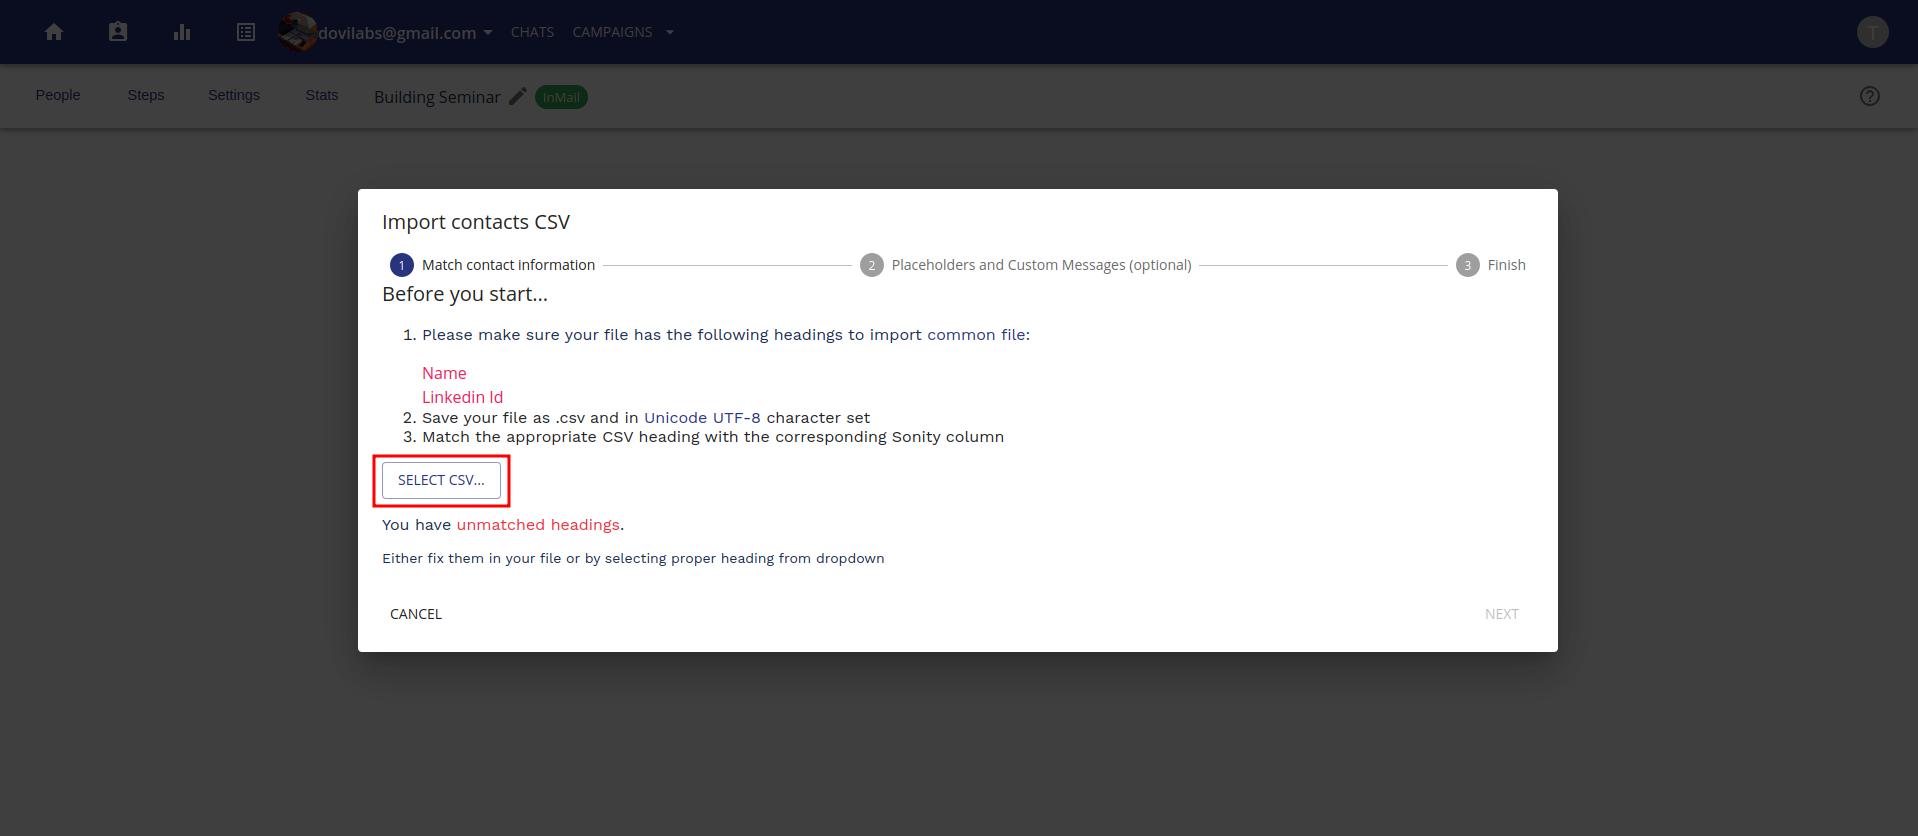 dovilabs@gmail.com CHATS CAMPAIGNS T
People Steps Settings Stats Building Seminar InMail ?
Import contacts CSV
1 Match contact information 2 Placeholders and Custom Messages (optional) 3 Finish
Before you start...
1. Please make sure your file has the following headings to import common file:
Name
Linkedin Id
2. Save your file as .csv and in Unicode UTF-8 character set
3. Match the appropriate CSV heading with the corresponding Sonity column
SELECT CSV...
You have unmatched headings.
Either fix them in your file or by selecting proper heading from dropdown
CANCEL NEXT